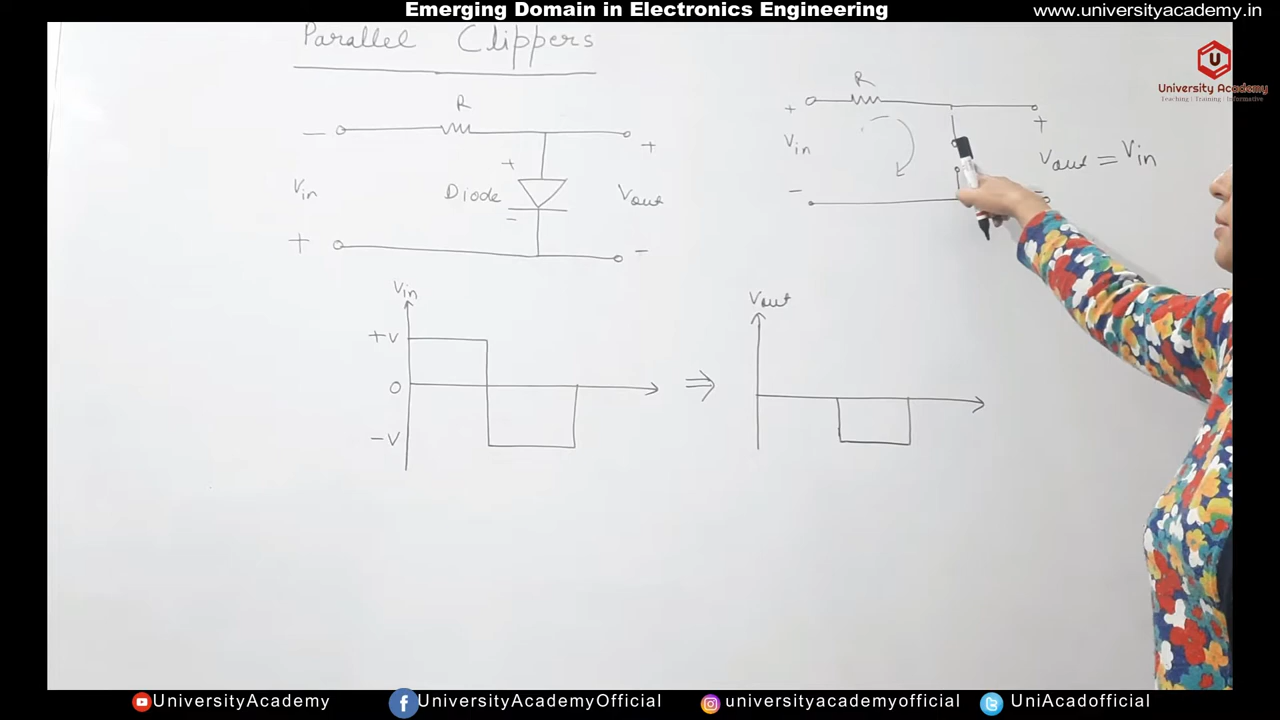 Emerging Domain in Electronics Engineering
www.universityacademy.in
Parallel Clippers
U
University Academy
Teaching | Training | Informative
R
− +
Vin
+
Diode
−
Vout
+ −
R
+ +
Vin
Vout = Vin
− −
Vin
+V
0
−V
⇒
Vout
UniversityAcademy
UniversityAcademyOfficial
universityacademyofficial
UniAcadofficial